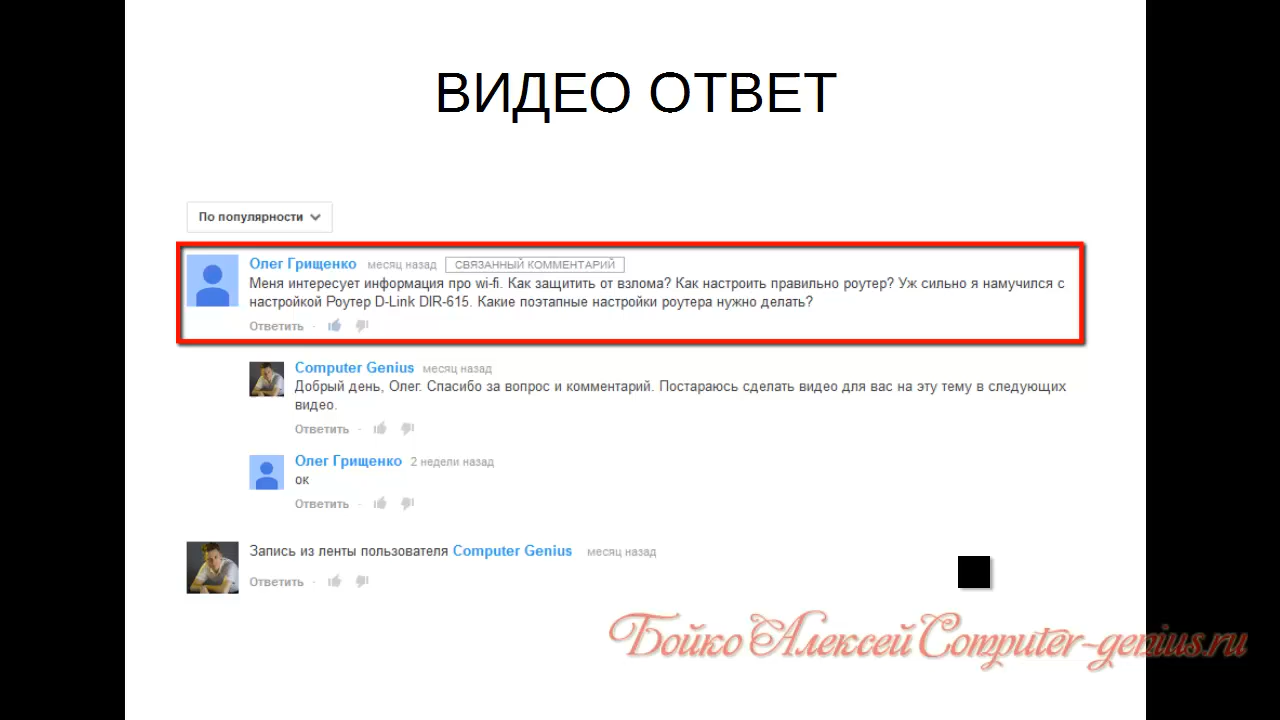 ВИДЕО ОТВЕТ
По популярности
Олег Грищенко месяц назад СВЯЗАННЫЙ КОММЕНТАРИЙ
Меня интересует информация про wi-fi. Как защитить от взлома? Как настроить правильно роутер? Уж сильно я намучился с
настройкой Роутер D-Link DIR-615. Какие поэтапные настройки роутера нужно делать?
Ответить ·
Computer Genius месяц назад
Добрый день, Олег. Спасибо за вопрос и комментарий. Постараюсь сделать видео для вас на эту тему в следующих
видео.
Ответить ·
Олег Грищенко 2 недели назад
ок
Ответить ·
Запись из ленты пользователя Computer Genius месяц назад
Ответить ·
Бойко Алексей Computer-genius.ru